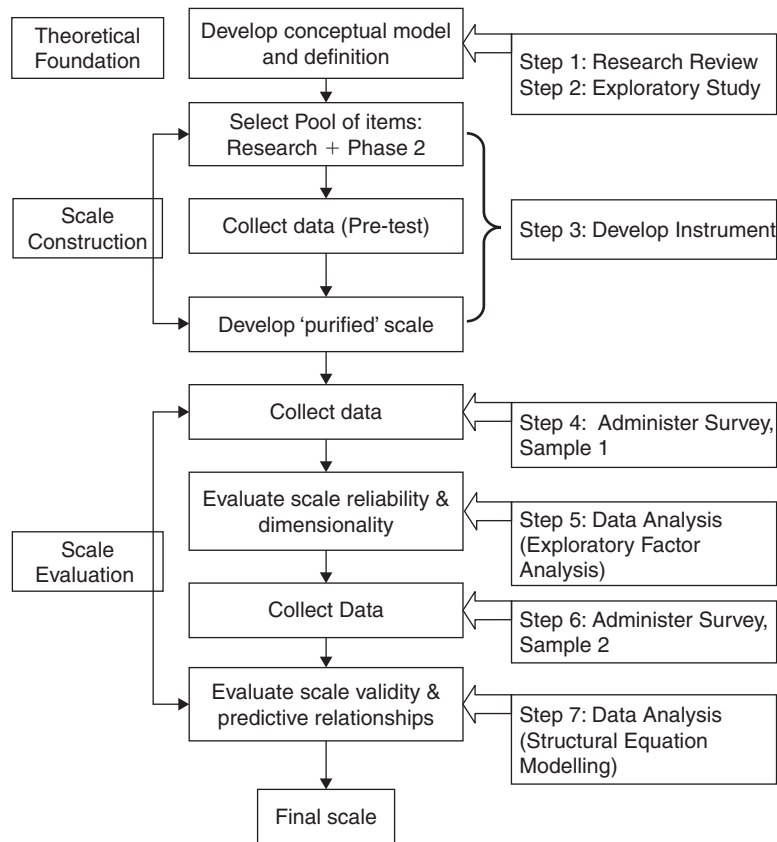 Theoretical
Foundation
Develop conceptual model
and definition
Step 1: Research Review
Step 2: Exploratory Study
Select Pool of items:
Research + Phase 2
Scale
Construction
Collect data (Pre-test)
Step 3: Develop Instrument
Develop ‘purified’ scale
Collect data
Step 4: Administer Survey,
Sample 1
Evaluate scale reliability &
dimensionality
Step 5: Data Analysis
(Exploratory Factor
Analysis)
Scale
Evaluation
Collect Data
Step 6: Administer Survey,
Sample 2
Evaluate scale validity &
predictive relationships
Step 7: Data Analysis
(Structural Equation
Modelling)
Final scale